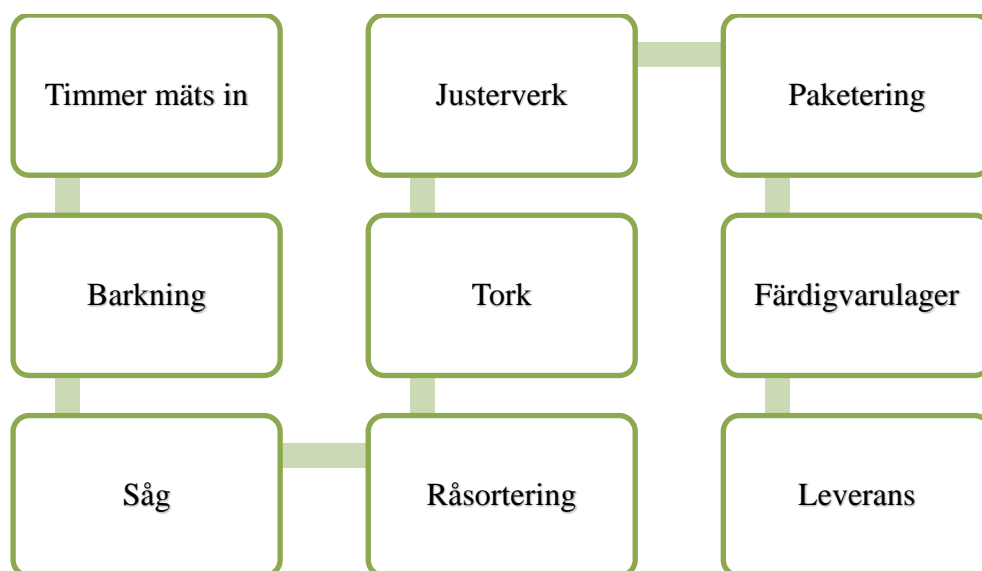 Timmer mäts in
Barkning
Såg
Råsortering
Tork
Justerverk
Paketering
Färdigvarulager
Leverans